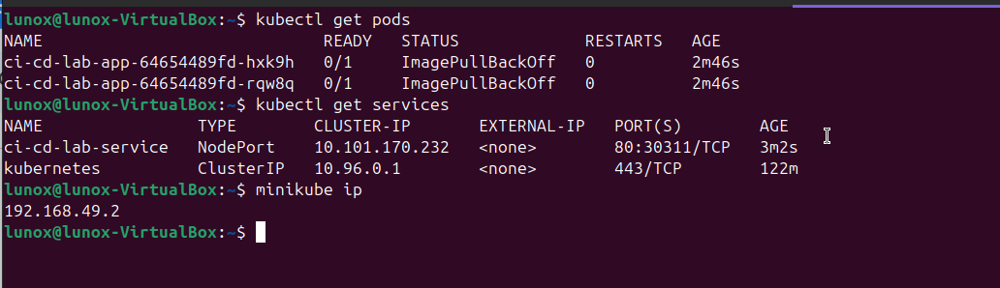 lunox@lunox-VirtualBox:~$ kubectl get pods
NAME READY STATUS RESTARTS AGE
ci-cd-lab-app-64654489fd-hxk9h 0/1 ImagePullBackOff 0 2m46s
ci-cd-lab-app-64654489fd-rqw8q 0/1 ImagePullBackOff 0 2m46s
lunox@lunox-VirtualBox:~$ kubectl get services
NAME TYPE CLUSTER-IP EXTERNAL-IP PORT(S) AGE
ci-cd-lab-service NodePort 10.101.170.232 <none> 80:30311/TCP 3m2s
kubernetes ClusterIP 10.96.0.1 <none> 443/TCP 122m
lunox@lunox-VirtualBox:~$ minikube ip
192.168.49.2
lunox@lunox-VirtualBox:~$